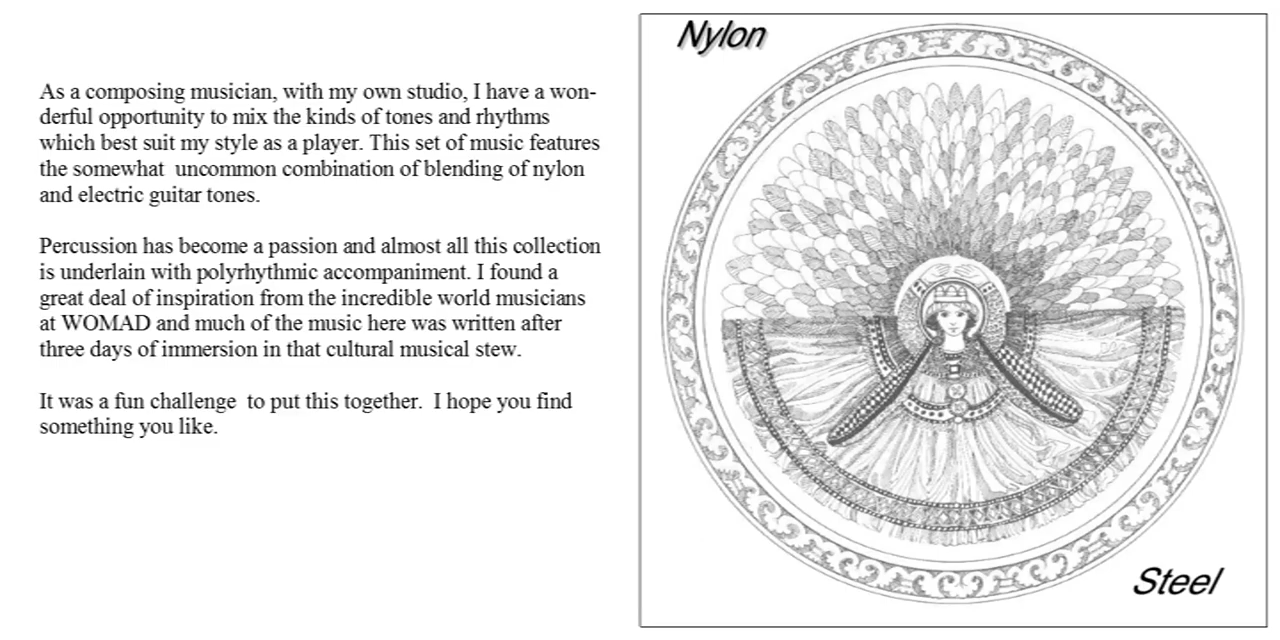 As a composing musician, with my own studio, I have a won-
derful opportunity to mix the kinds of tones and rhythms
which best suit my style as a player. This set of music features
the somewhat  uncommon combination of blending of nylon
and electric guitar tones.
Percussion has become a passion and almost all this collection
is underlain with polyrhythmic accompaniment. I found a
great deal of inspiration from the incredible world musicians
at WOMAD and much of the music here was written after
three days of immersion in that cultural musical stew.
It was a fun challenge  to put this together.  I hope you find
something you like.
Nylon
Steel